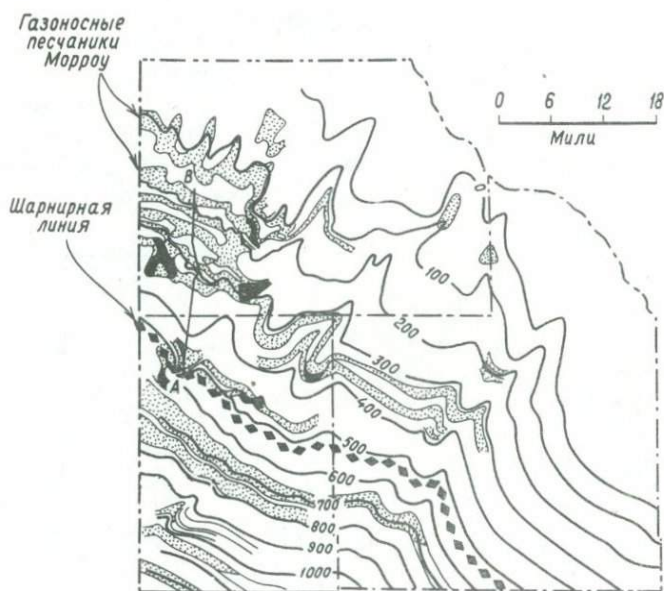 Газоносные
песчаники
Морроу
Шарнирная
линия
0 6 12 18
Мили
В
А
100
200
300
400
500
600
700
800
900
1000